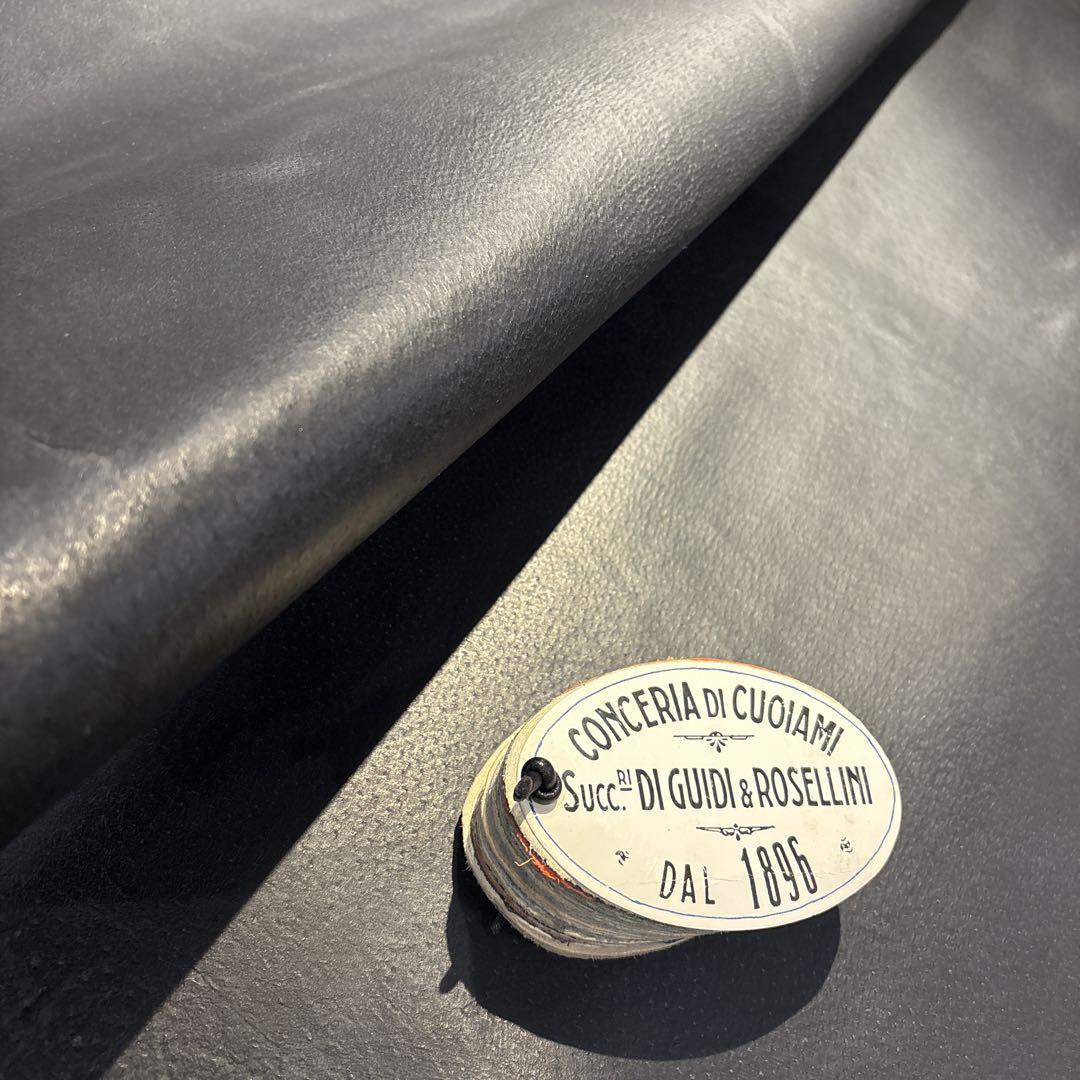 CONCERIA DI CUOIAMI
Succ.RI DI GUIDI & ROSELLINI
DAL 1896